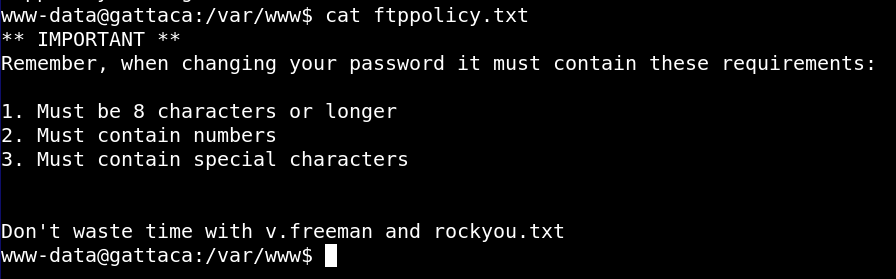 www-data@gattaca:/var/www$ cat ftppolicy.txt
** IMPORTANT **
Remember, when changing your password it must contain these requirements:
1. Must be 8 characters or longer
2. Must contain numbers
3. Must contain special characters
Don't waste time with v.freeman and rockyou.txt
www-data@gattaca:/var/www$